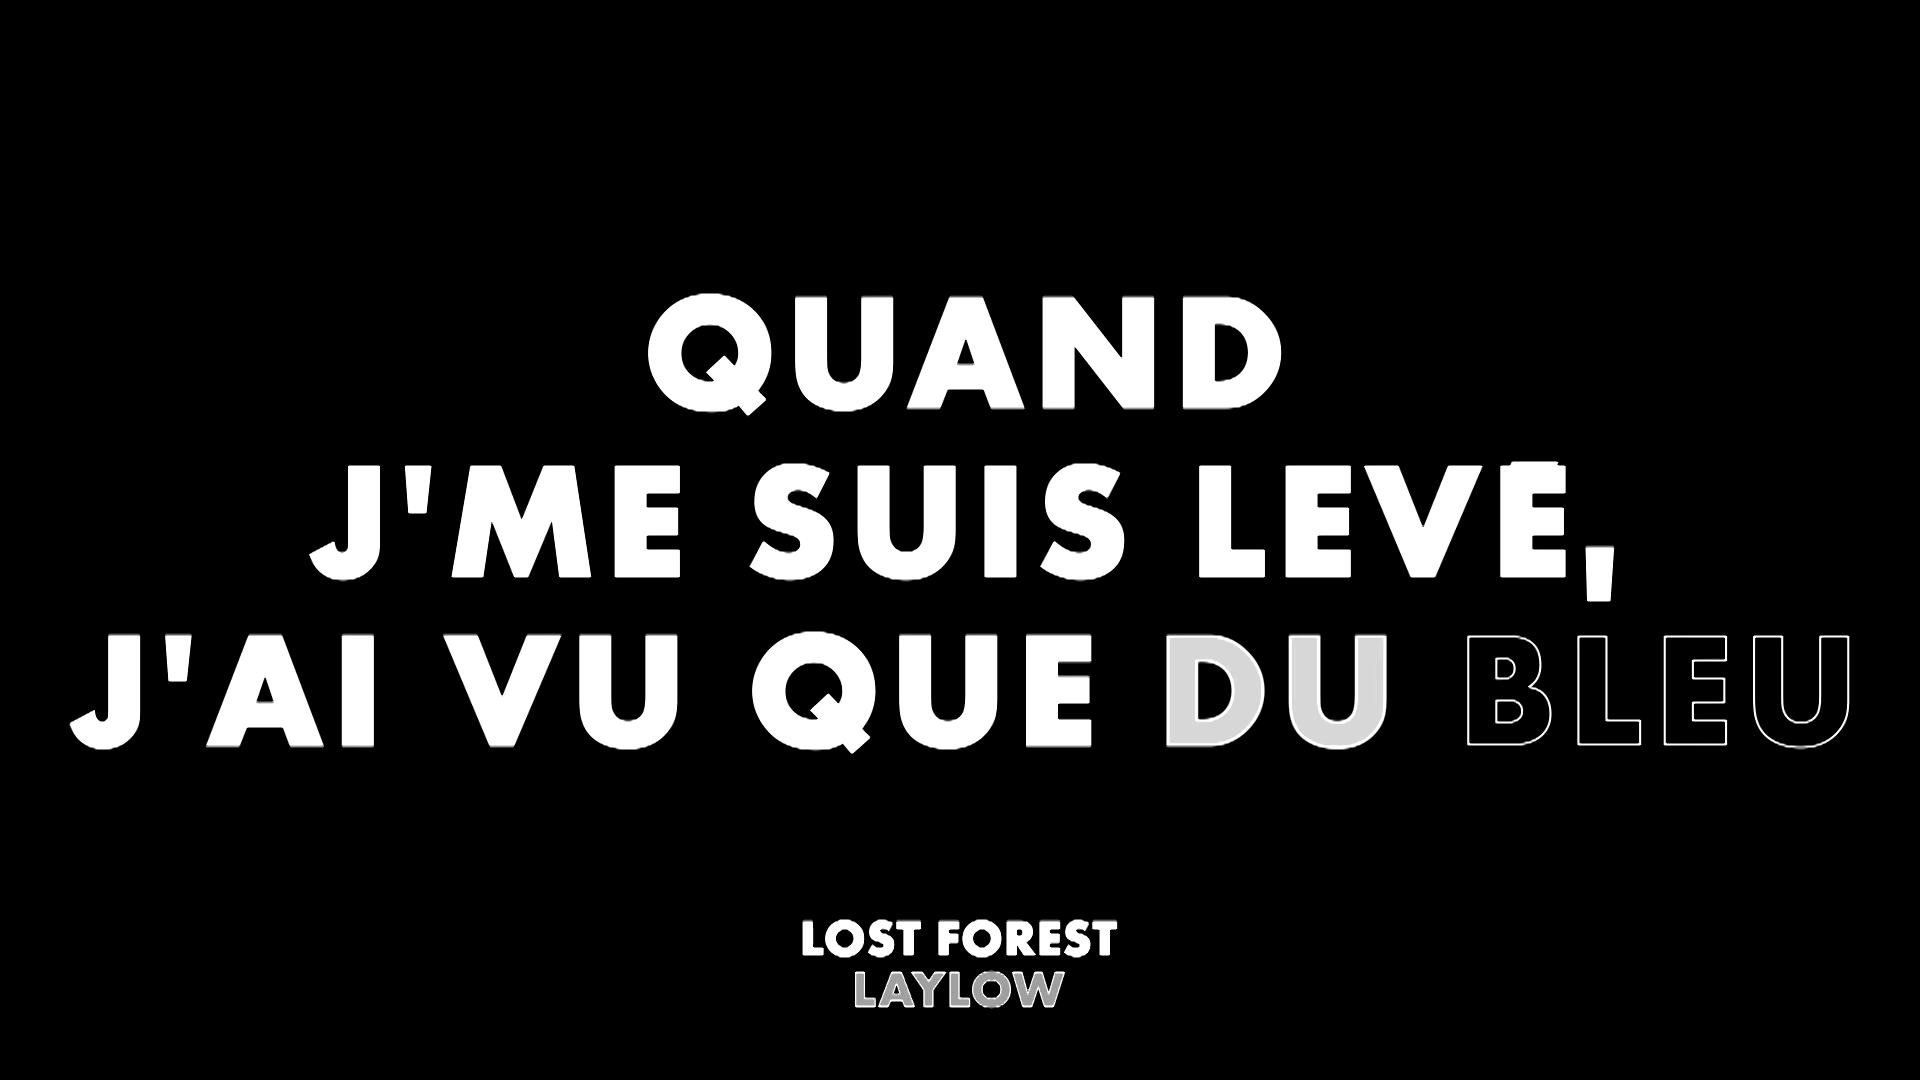 QUAND
J'ME SUIS LEVÉ,
J'AI VU QUE DU BLEU
LOST FOREST
LAYLOW